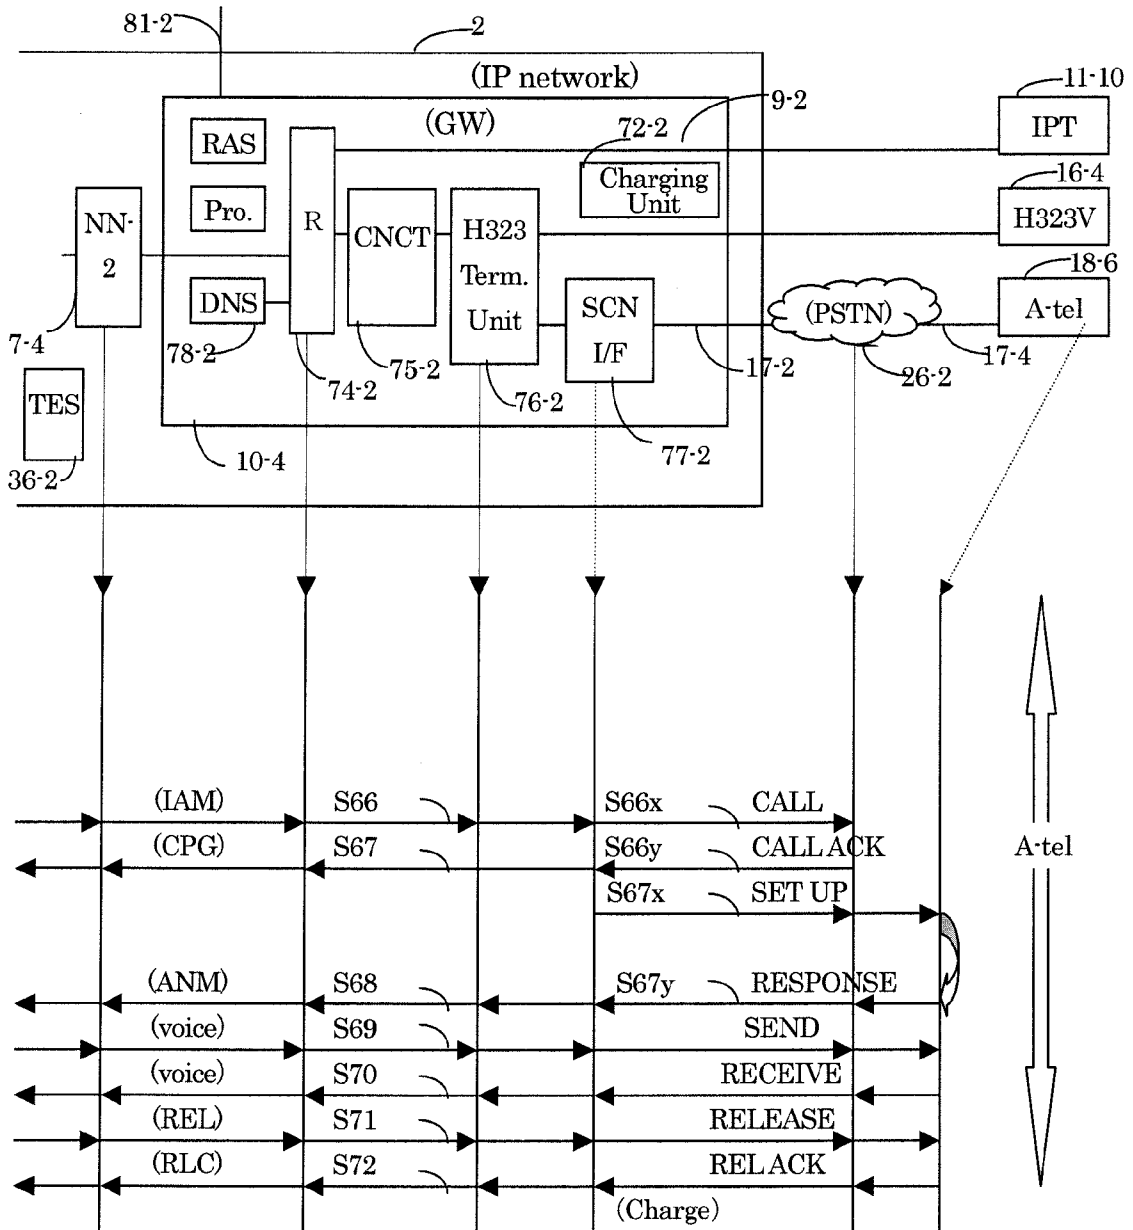 81-2
2
(IP network)
9-2
11-10
(GW)
72-2
RAS
IPT
Charging
Unit
16-4
Pro.
NN-
2
R
CNCT
H323
Term.
Unit
H323V
18-6
DNS
SCN
I/F
(PSTN)
A-tel
7-4
78-2
74-2
75-2
76-2
17-2
26-2
17-4
TES
36-2
10-4
77-2
(IAM)
S66
S66x
CALL
(CPG)
S67
S66y
CALL ACK
A-tel
S67x
SET UP
(ANM)
S68
S67y
RESPONSE
(voice)
S69
SEND
(voice)
S70
RECEIVE
(REL)
S71
RELEASE
(RLC)
S72
REL ACK
(Charge)